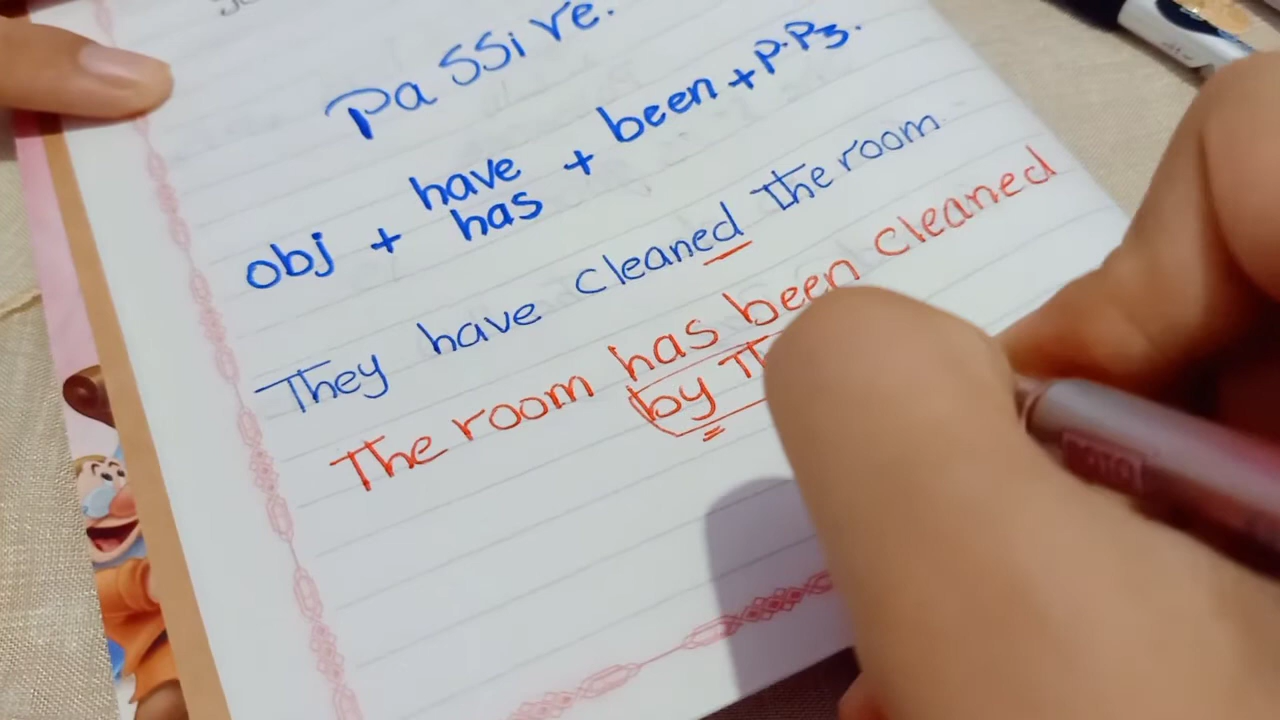 Passive.
obj + have
has + been + p.p3.
They have cleaned the room
The room has been cleaned
by